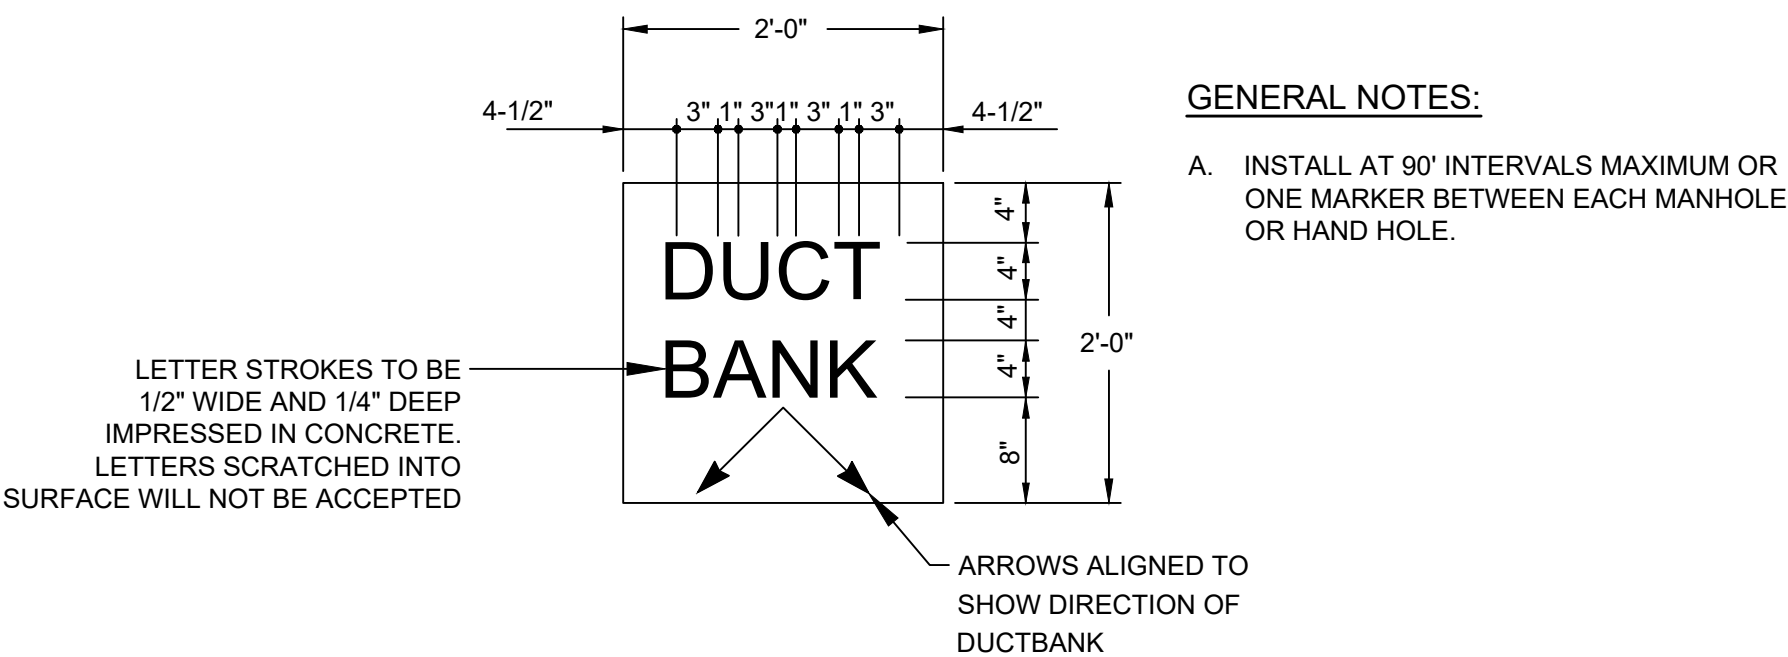 2'-0"
4-1/2" 3" 1" 3" 1" 3" 1" 3" 4-1/2"
GENERAL NOTES:
A. INSTALL AT 90' INTERVALS MAXIMUM OR
ONE MARKER BETWEEN EACH MANHOLE
OR HAND HOLE.
4"
4"
4"
4"
8"
2'-0"
DUCT
BANK
LETTER STROKES TO BE
1/2" WIDE AND 1/4" DEEP
IMPRESSED IN CONCRETE.
LETTERS SCRATCHED INTO
SURFACE WILL NOT BE ACCEPTED
ARROWS ALIGNED TO
SHOW DIRECTION OF
DUCTBANK